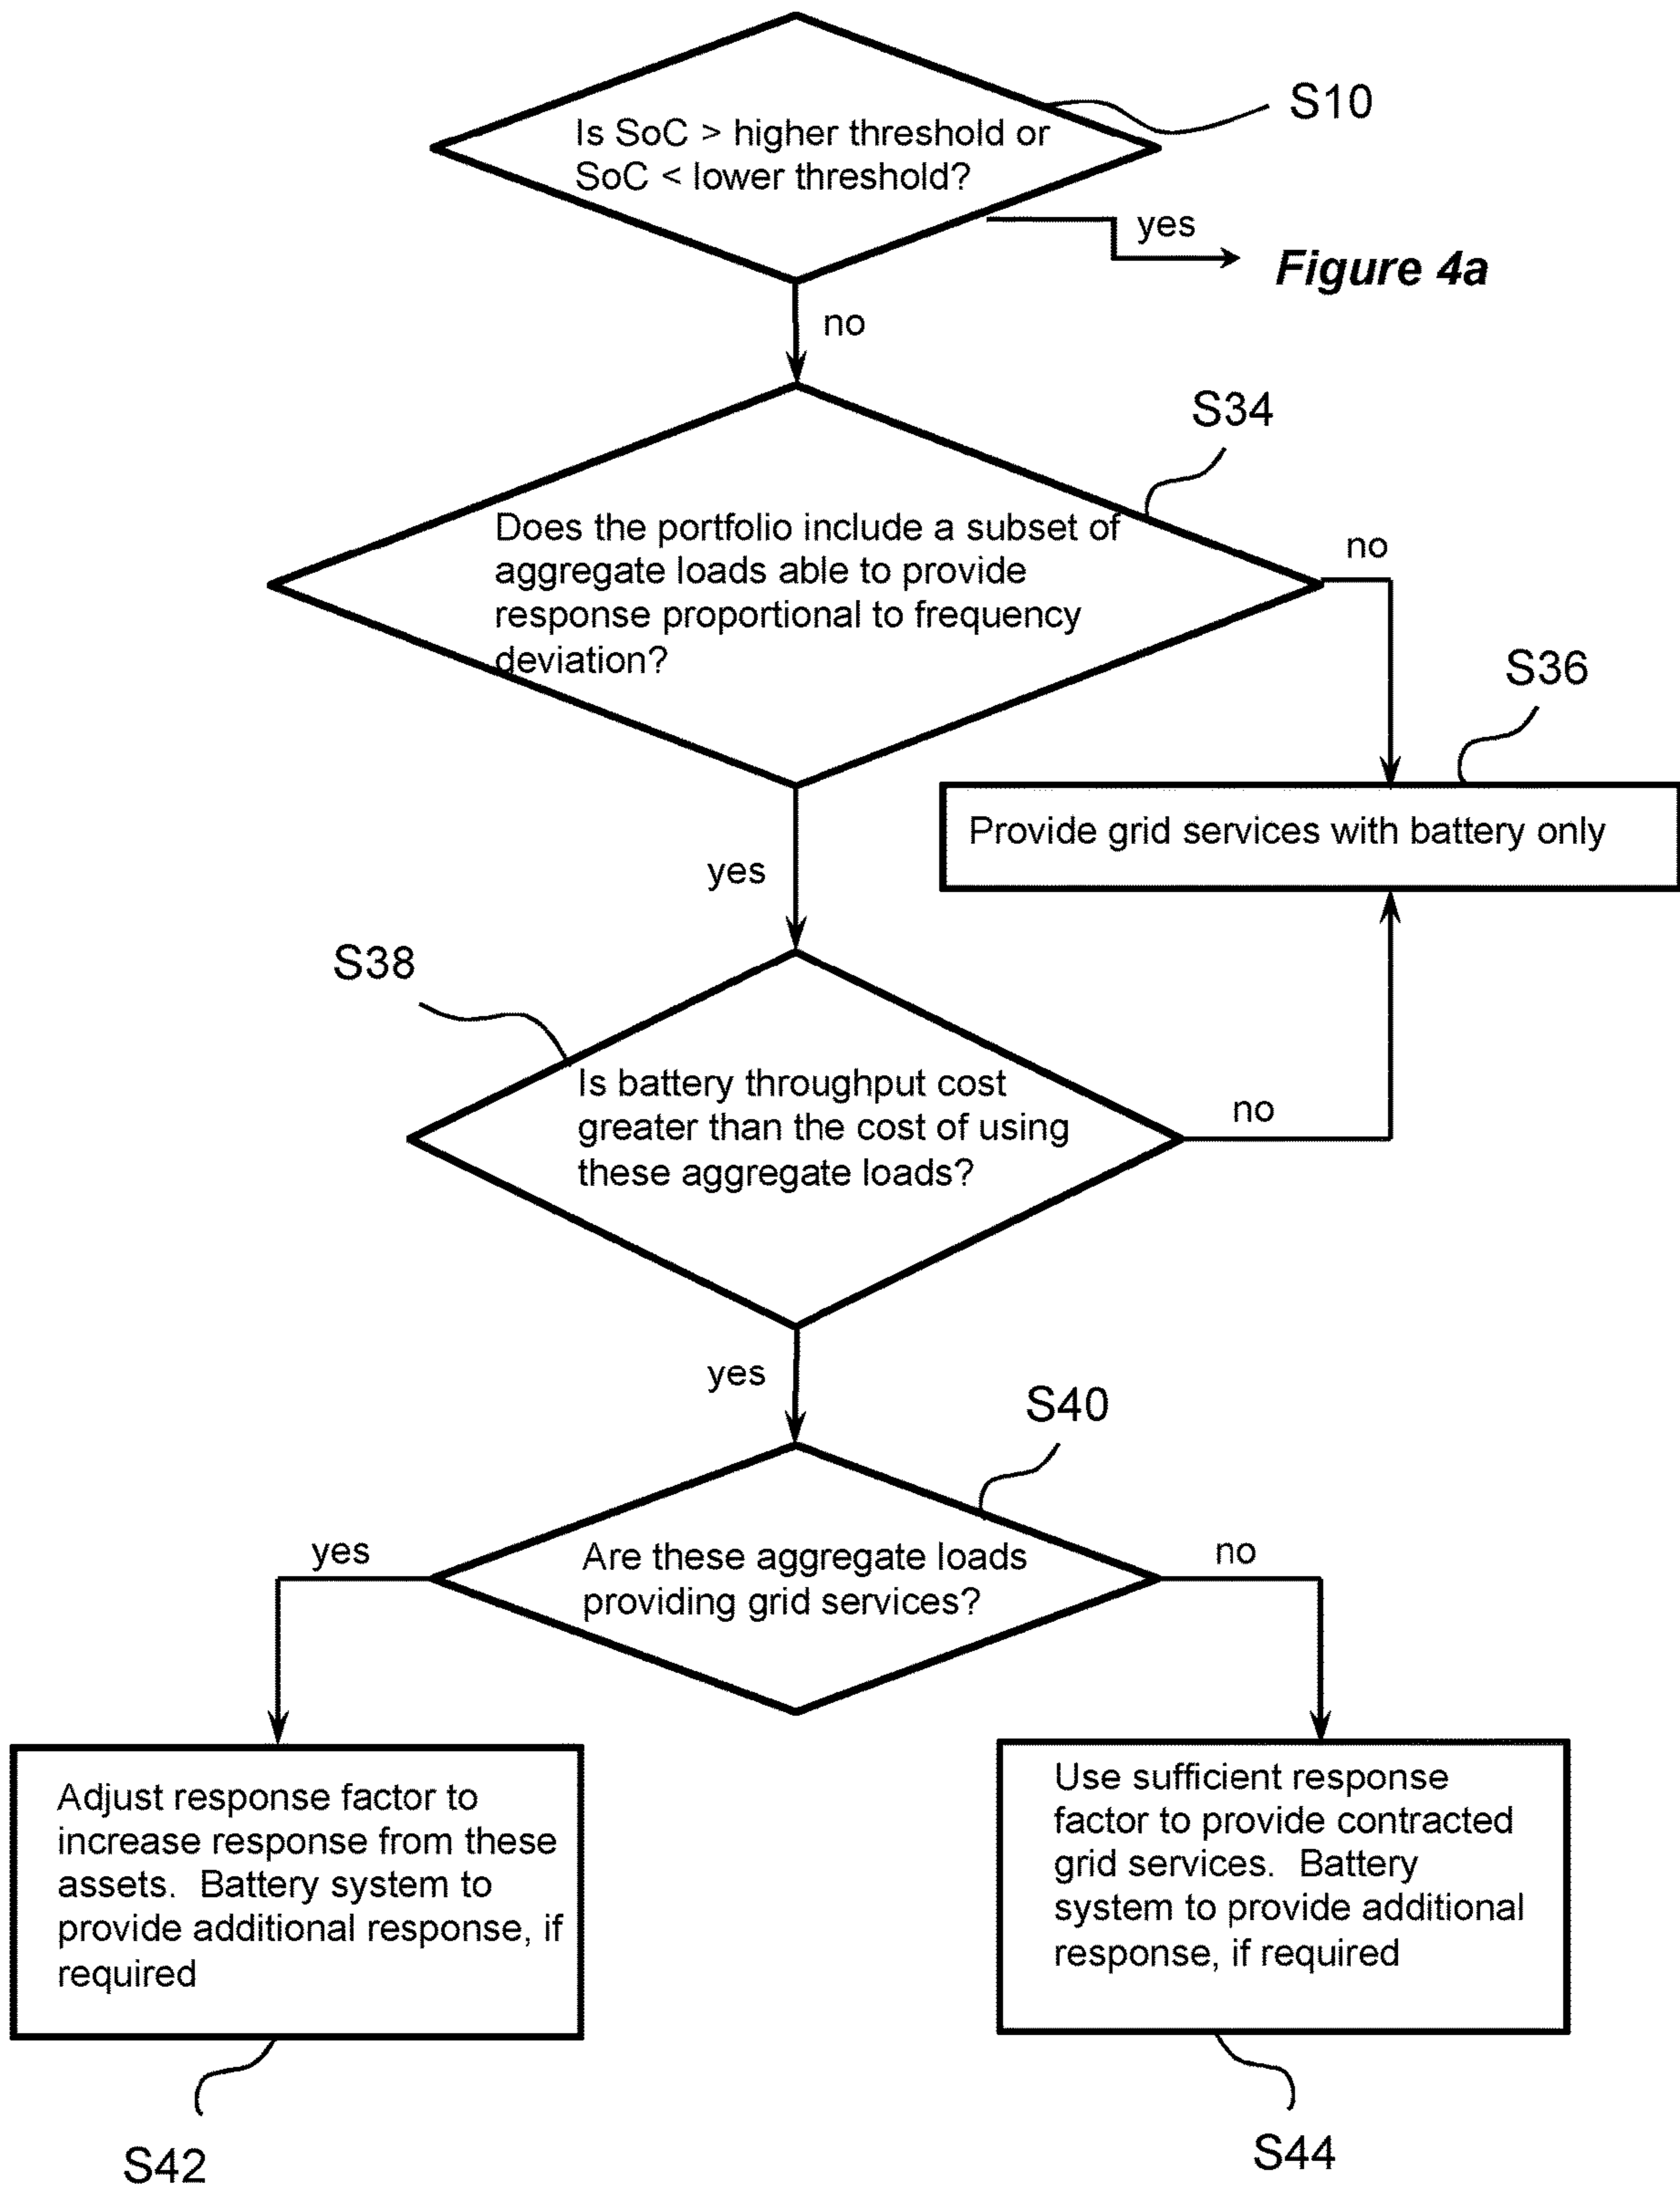 S10
Is SoC > higher threshold or
SoC < lower threshold?
yes
Figure 4a
no
S34
Does the portfolio include a subset of
aggregate loads able to provide
response proportional to frequency
deviation?
no
S36
Provide grid services with battery only
yes
S38
Is battery throughput cost
greater than the cost of using
these aggregate loads?
no
yes
S40
Are these aggregate loads
providing grid services?
yes
no
Adjust response factor to
increase response from these
assets.  Battery system to
provide additional response, if
required
Use sufficient response
factor to provide contracted
grid services.  Battery
system to provide additional
response, if required
S42
S44